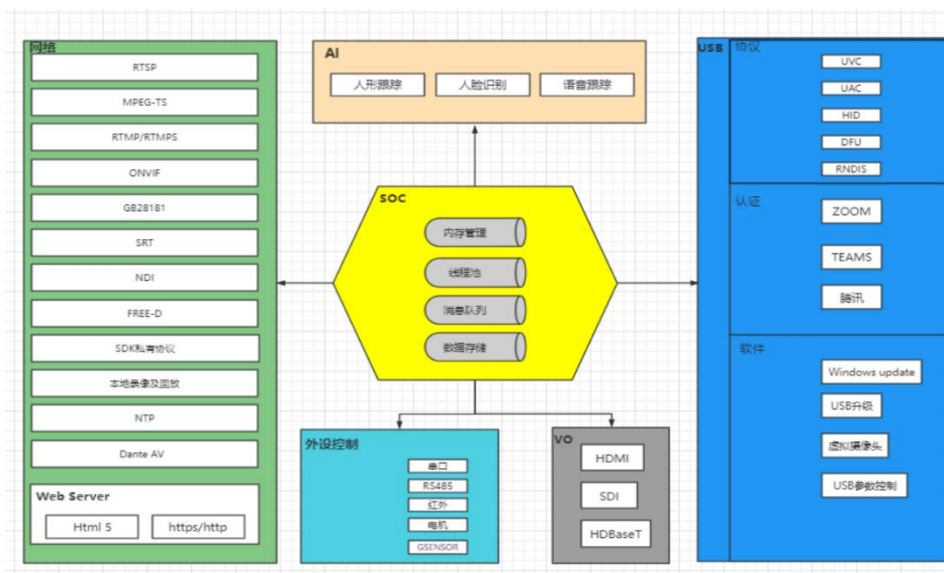 网络
RTSP
MPEG-TS
RTMP/RTMPS
ONVIF
GB28181
SRT
NDI
FREE-D
SDK私有协议
本地录像及回放
NTP
Dante AV
Web Server
Html 5
https/http
AI
人形跟踪
人脸识别
语音跟踪
SOC
内存管理
线程池
消息队列
数据存储
外设控制
串口
RS485
红外
电机
GSENSOR
VO
HDMI
SDI
HDBaseT
USB
协议
UVC
UAC
HID
DFU
RNDIS
认证
ZOOM
TEAMS
腾讯
软件
Windows update
USB升级
虚拟摄像头
USB参数控制